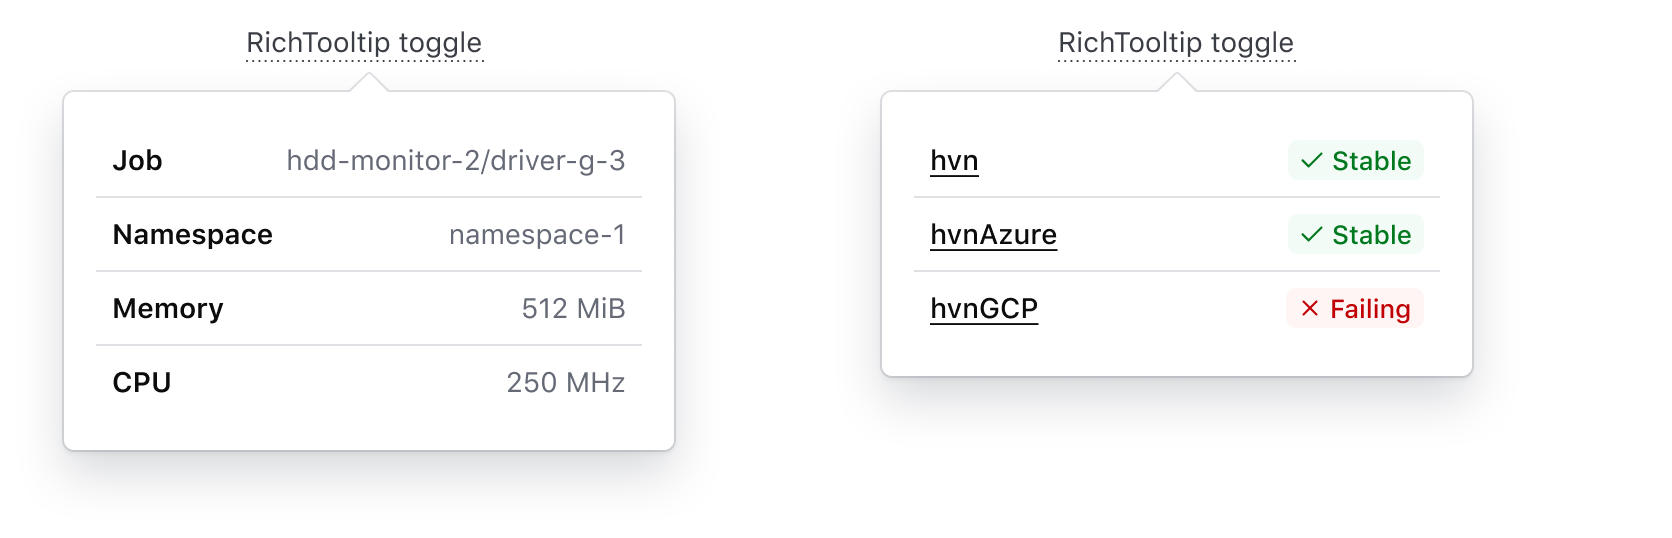 RichTooltip toggle
Job hdd-monitor-2/driver-g-3
Namespace namespace-1
Memory 512 MiB
CPU 250 MHz
RichTooltip toggle
hvn Stable
hvnAzure Stable
hvnGCP Failing